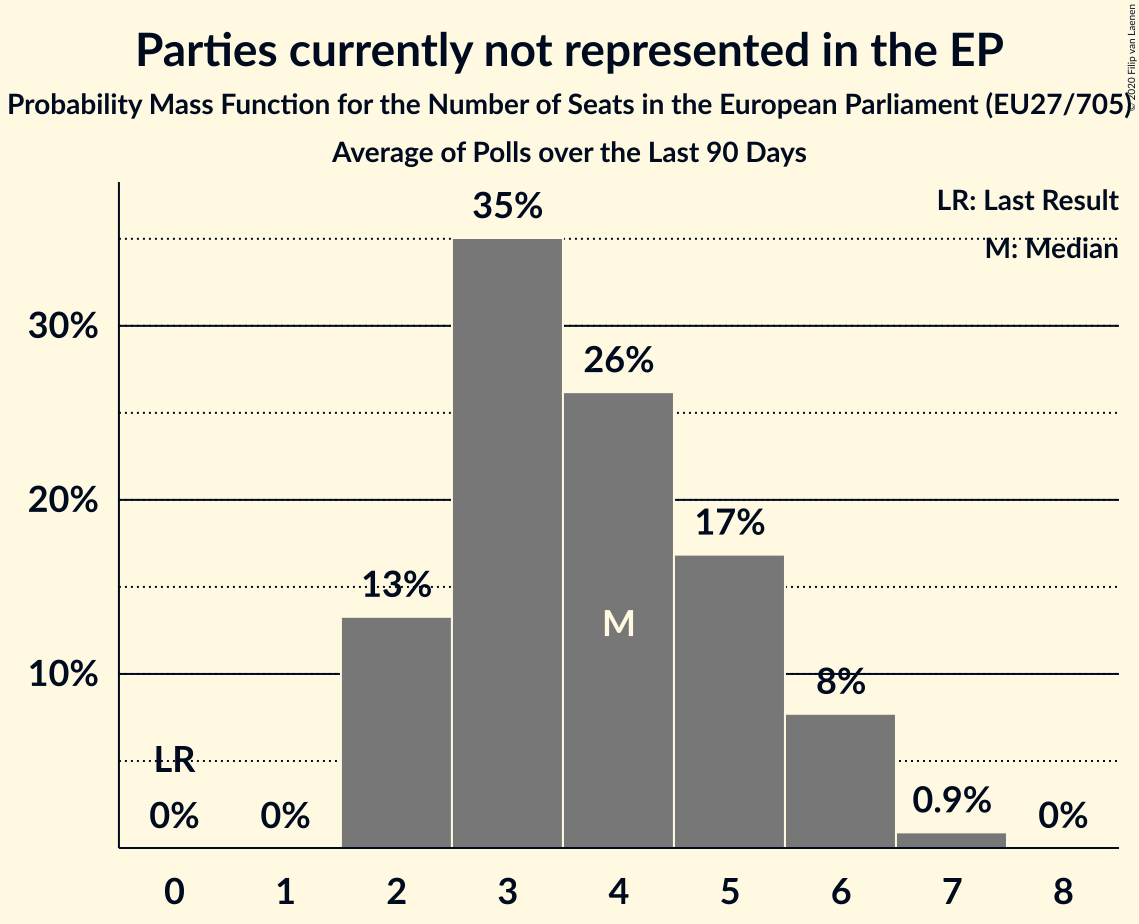 Parties currently not represented in the EP
Probability Mass Function for the Number of Seats in the European Parliament (EU27/705)
Average of Polls over the Last 90 Days
© 2020 Filip van Laenen
LR: Last Result
M: Median
35%
30%
26%
20%
17%
13%
M
10%
8%
LR
0%
0%
0.9%
0%
0 1 2 3 4 5 6 7 8